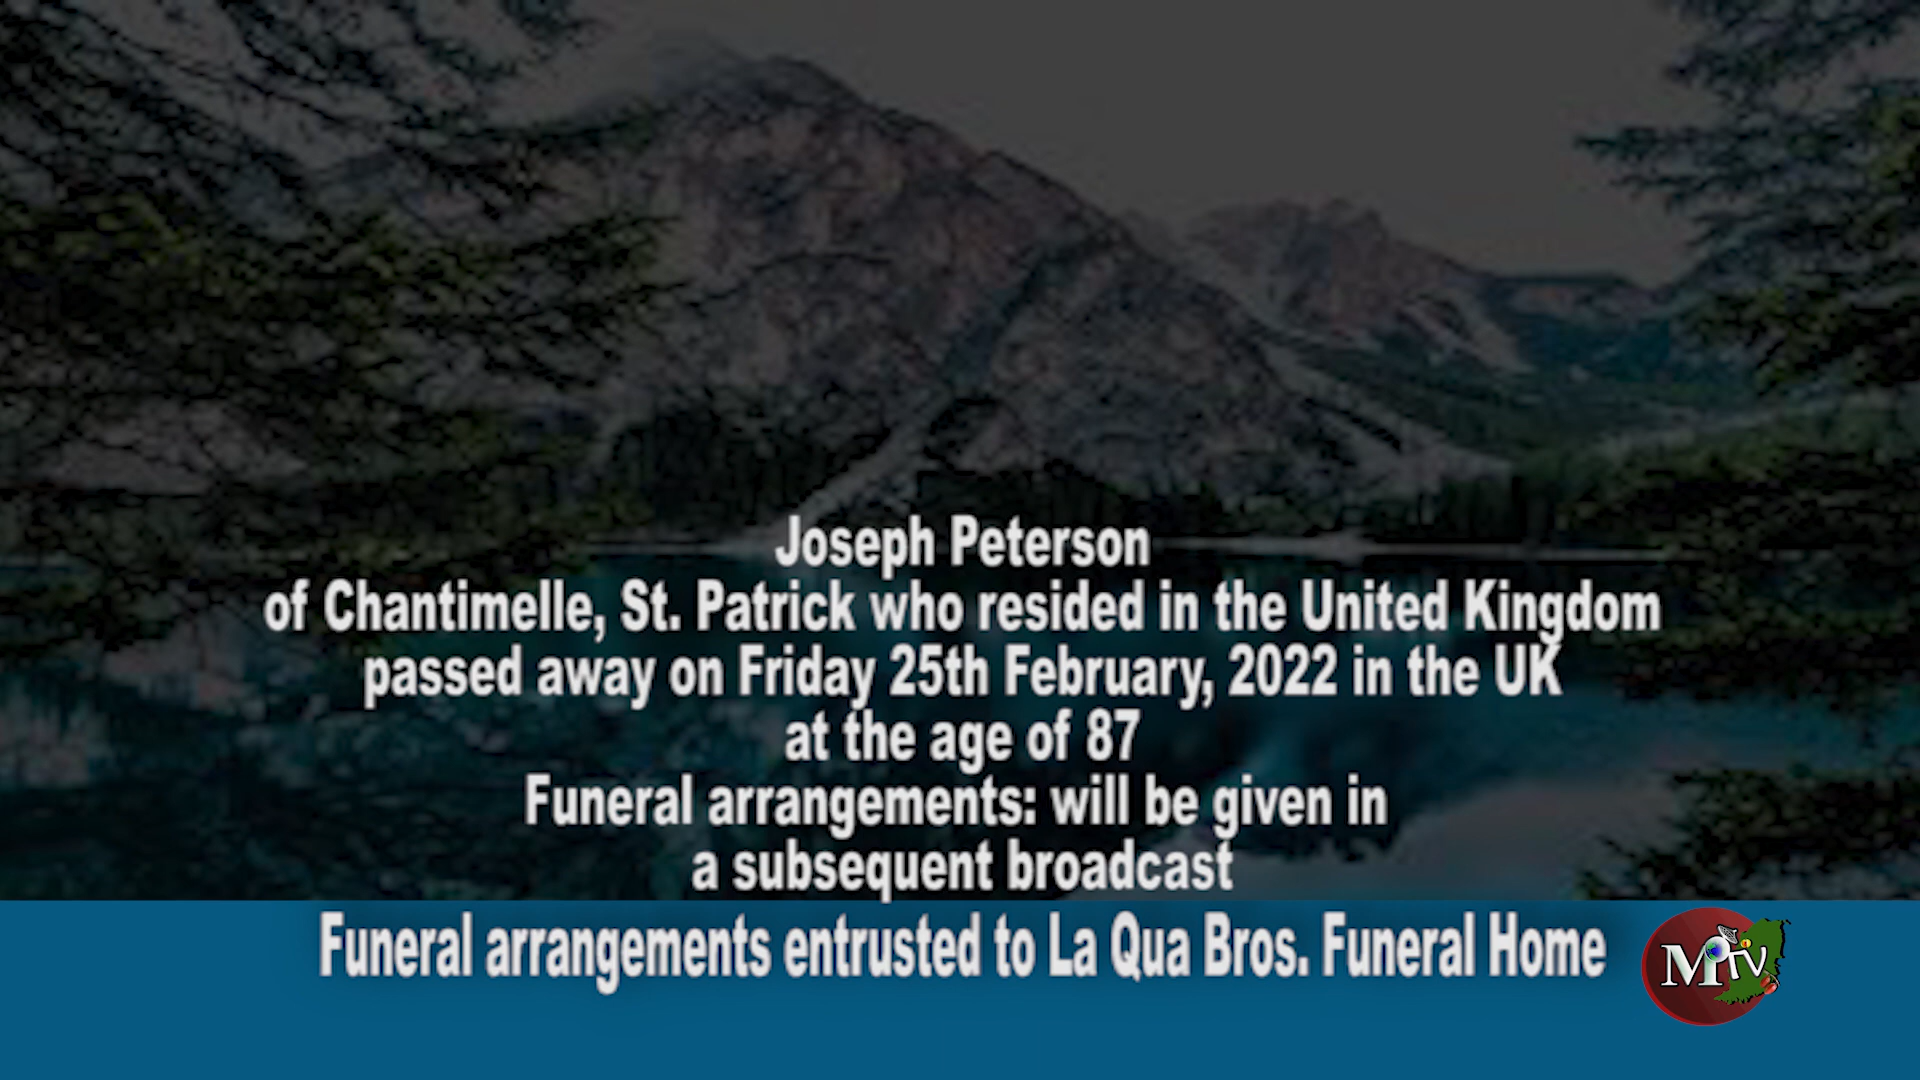 Joseph Peterson
of Chantimelle, St. Patrick who resided in the United Kingdom
passed away on Friday 25th February, 2022 in the UK
at the age of 87
Funeral arrangements: will be given in
a subsequent broadcast
Funeral arrangements entrusted to La Qua Bros. Funeral Home
MTV